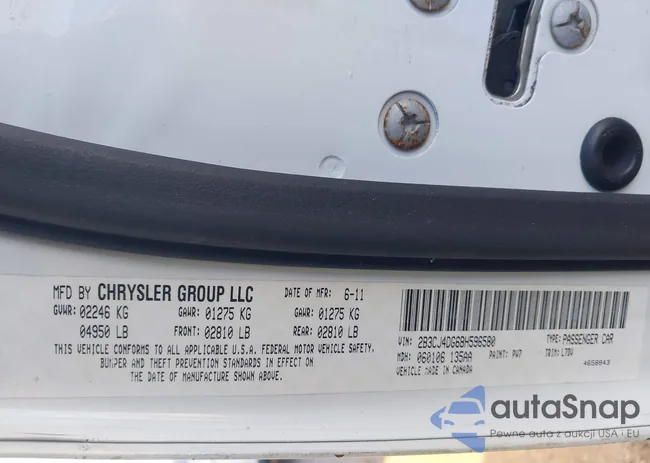 MFD BY CHRYSLER GROUP LLC DATE OF MFR: 6-11
GVWR: 02246 KG GAWR: 01275 KG GAWR: 01275 KG
04950 LB FRONT: 02810 LB REAR: 02810 LB
THIS VEHICLE CONFORMS TO ALL APPLICABLE U.S.A. FEDERAL MOTOR VEHICLE SAFETY,
BUMPER AND THEFT PREVENTION STANDARDS IN EFFECT ON
THE DATE OF MANUFACTURE SHOWN ABOVE.
VIN: 2B3CJ4DG6BH596580 TYPE: PASSENGER CAR
MDH: 060106 135AA PAINT: PW7 TRIM: L7DV
VEHICLE MADE IN CANADA 4658843
autaSnap
Pewne auta z aukcji USA i EU